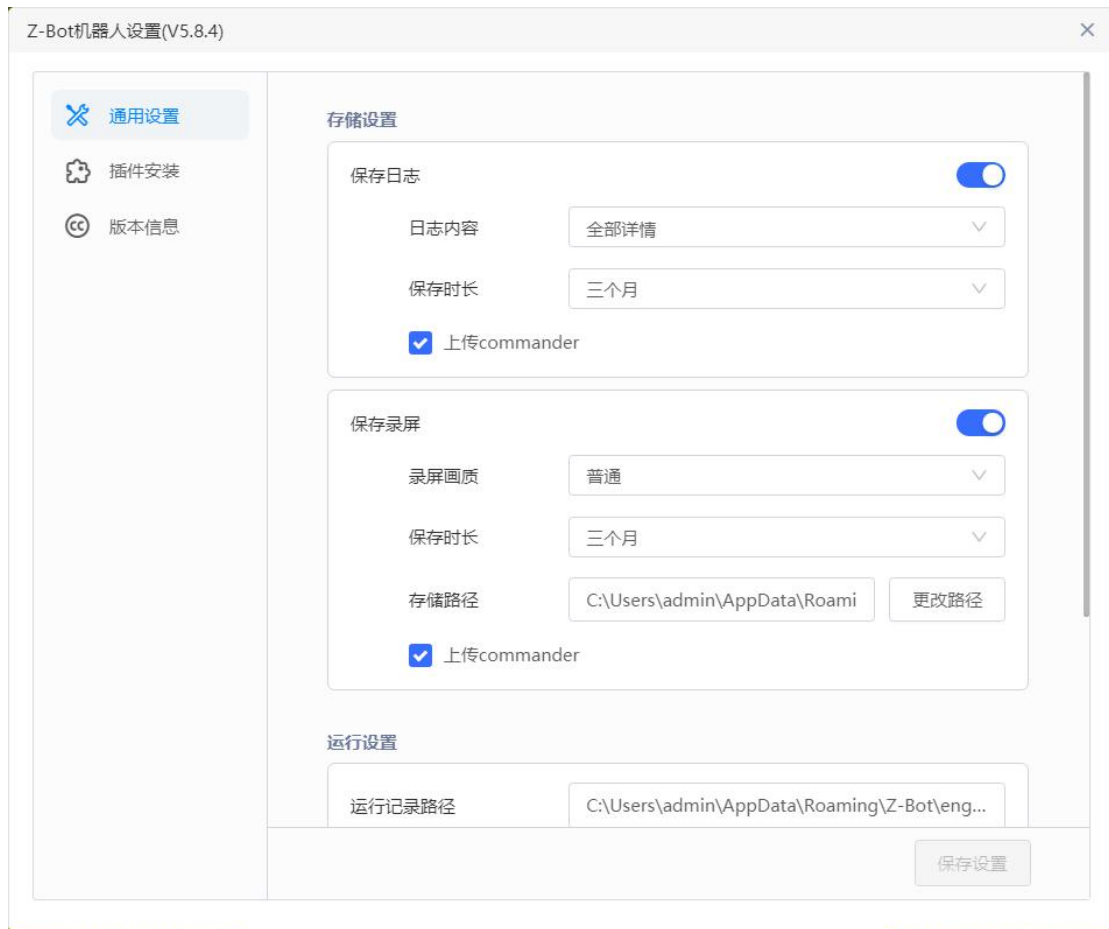 Z-Bot机器人设置(V5.8.4)
通用设置
插件安装
版本信息
存储设置
保存日志
日志内容 全部详情
保存时长 三个月
上传commander
保存录屏
录屏画质 普通
保存时长 三个月
存储路径 C:\Users\admin\AppData\Roami 更改路径
上传commander
运行设置
运行记录路径 C:\Users\admin\AppData\Roaming\Z-Bot\eng...
保存设置